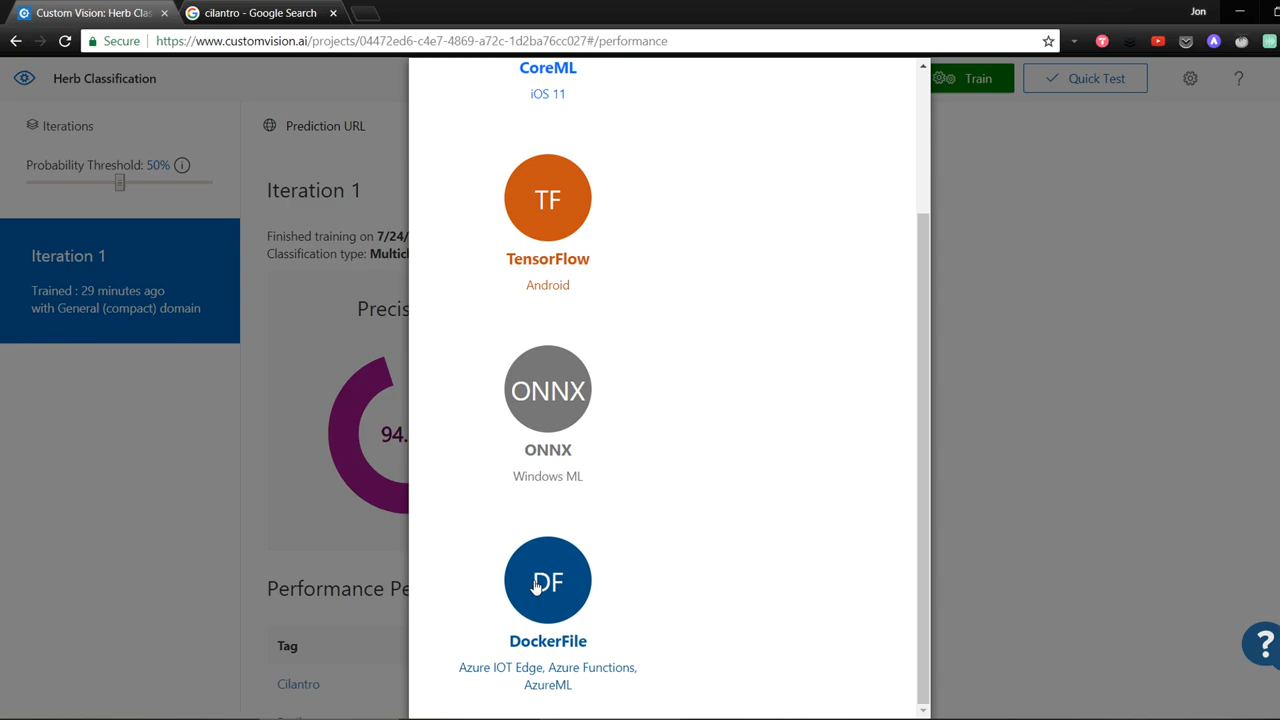 Custom Vision: Herb Clas
cilantro - Google Search
Jon
Secure
https://www.customvision.ai/projects/04472ed6-c4e7-4869-a72c-1d2ba76cc027#/performance
Herb Classification
Train
Quick Test
?
Iterations
Probability Threshold: 50%
Iteration 1
Trained : 29 minutes ago
with General (compact) domain
Prediction URL
Iteration 1
Finished training on 7/24/
Classification type: Multicl
Precis
94.
Performance Pe
Tag
Cilantro
CoreML
iOS 11
TF
TensorFlow
Android
ONNX
ONNX
Windows ML
DF
DockerFile
Azure IOT Edge, Azure Functions,
AzureML
?